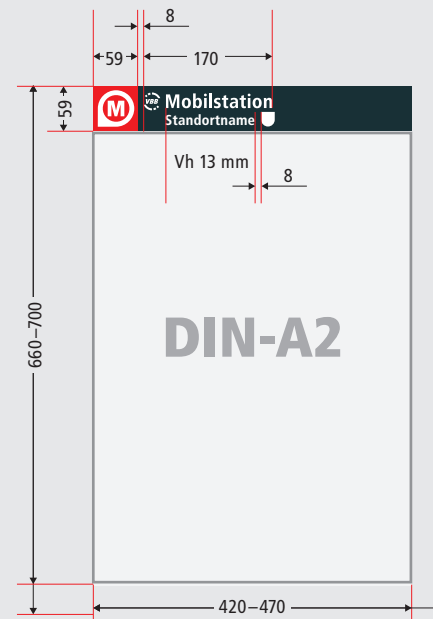 8
59
170
59
M
VBB
Mobilstation
Standortname
Vh 13 mm
8
DIN-A2
660–700
420–470